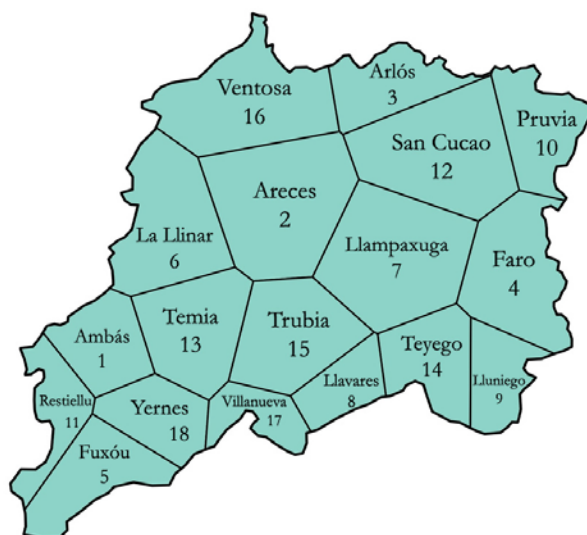 Ventosa
16
Arlós
3
Pruvia
10
San Cucao
12
Areces
2
La Llinar
6
Llampaxuga
7
Faro
4
Temia
13
Trubia
15
Ambás
1
Teyego
14
Lluniego
9
Llavares
8
Restiellu
11
Yernes
18
Villanueva
17
Fuxóu
5